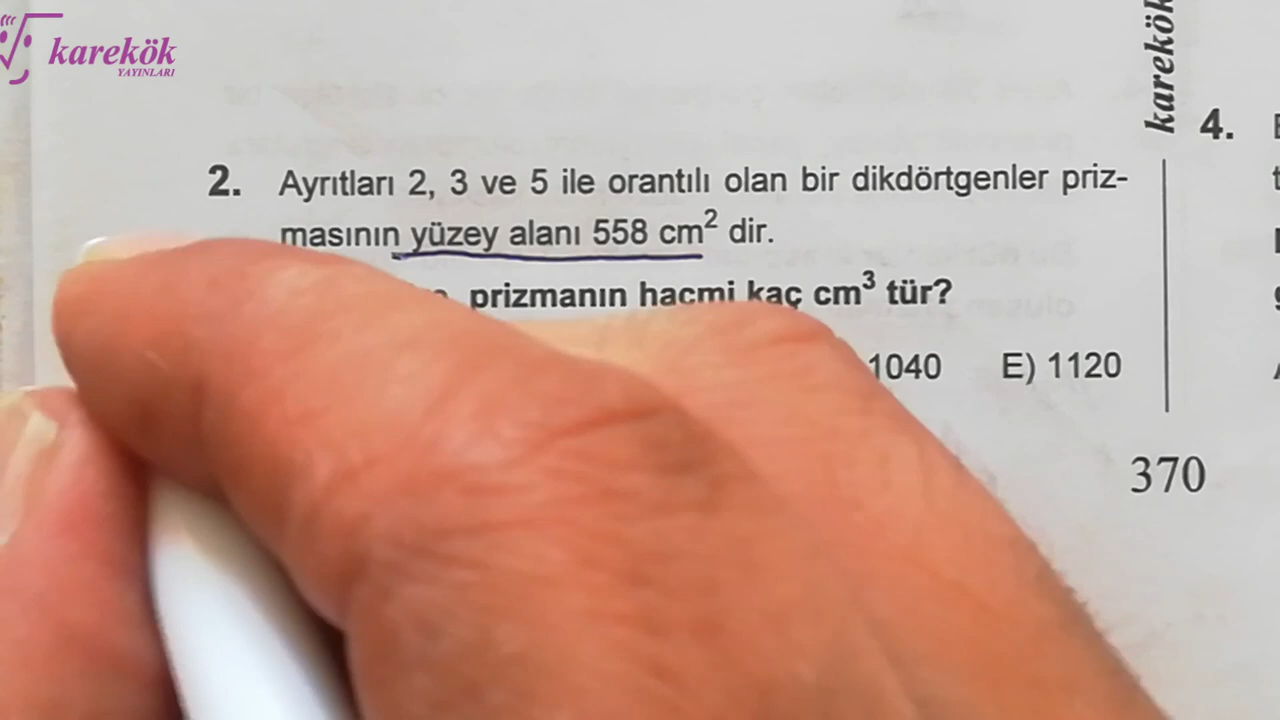 karekök
YAYINLARI
karekök
4.
2. Ayrıtları 2, 3 ve 5 ile orantılı olan bir dikdörtgenler priz-
masının yüzey alanı 558 cm² dir.
prizmanın hacmi kaç cm³ tür?
1040 E) 1120
370